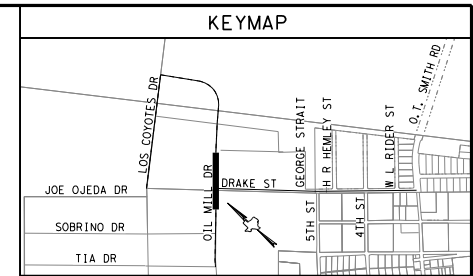 KEYMAP
LOS COYOTES DR
OIL MILL DR
GEORGE STRAIT
H R HEMLEY ST
W L RIDER ST
O. T. SMITH RD
JOE OJEDA DR
DRAKE ST
SOBRINO DR
5TH ST
4TH ST
TIA DR